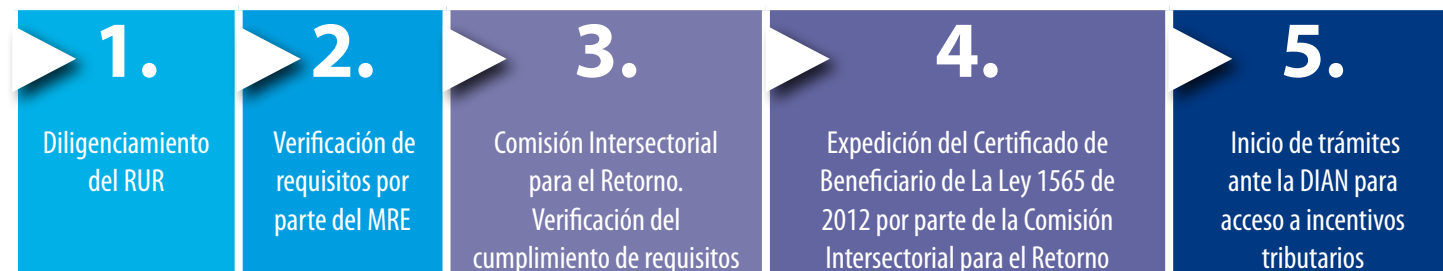 1.
Diligenciamiento
del RUR
2.
Verificación de
requisitos por
parte del MRE
3.
Comisión Intersectorial
para el Retorno.
Verificación del
cumplimiento de requisitos
4.
Expedición del Certificado de
Beneficiario de La Ley 1565 de
2012 por parte de la Comisión
Intersectorial para el Retorno
5.
Inicio de trámites
ante la DIAN para
acceso a incentivos
tributarios